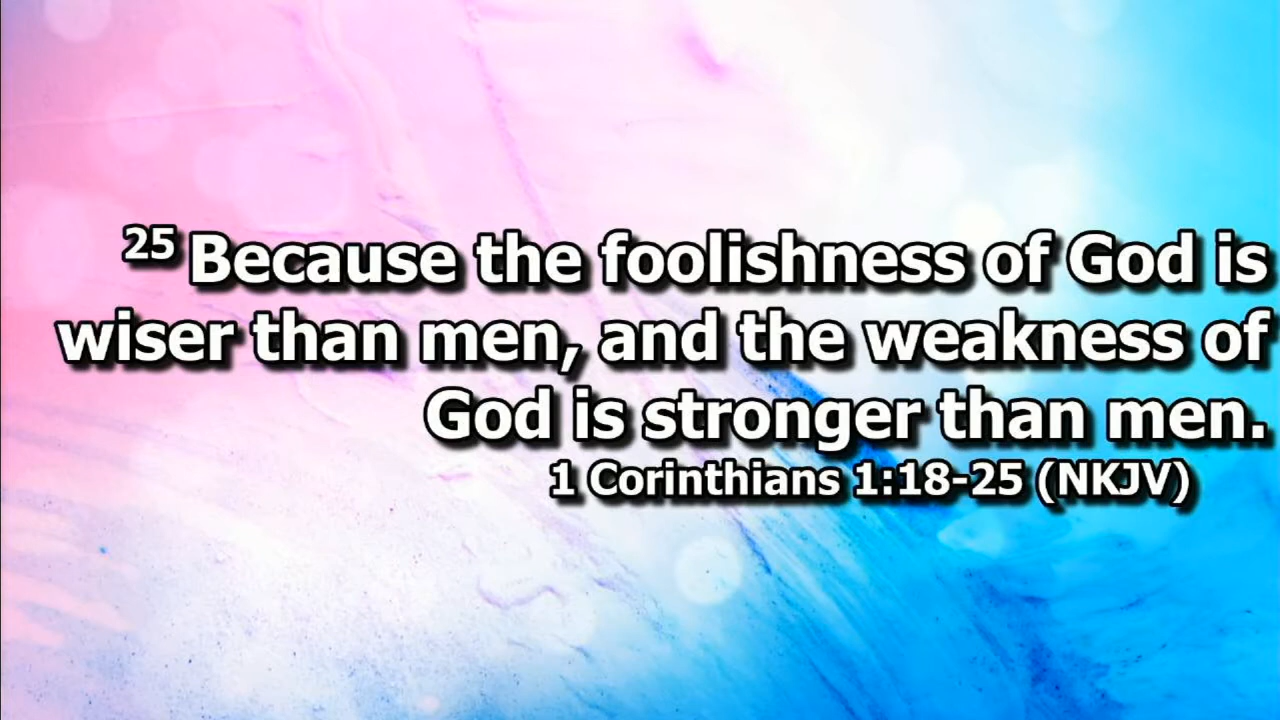 25 Because the foolishness of God is
wiser than men, and the weakness of
God is stronger than men.
1 Corinthians 1:18-25 (NKJV)